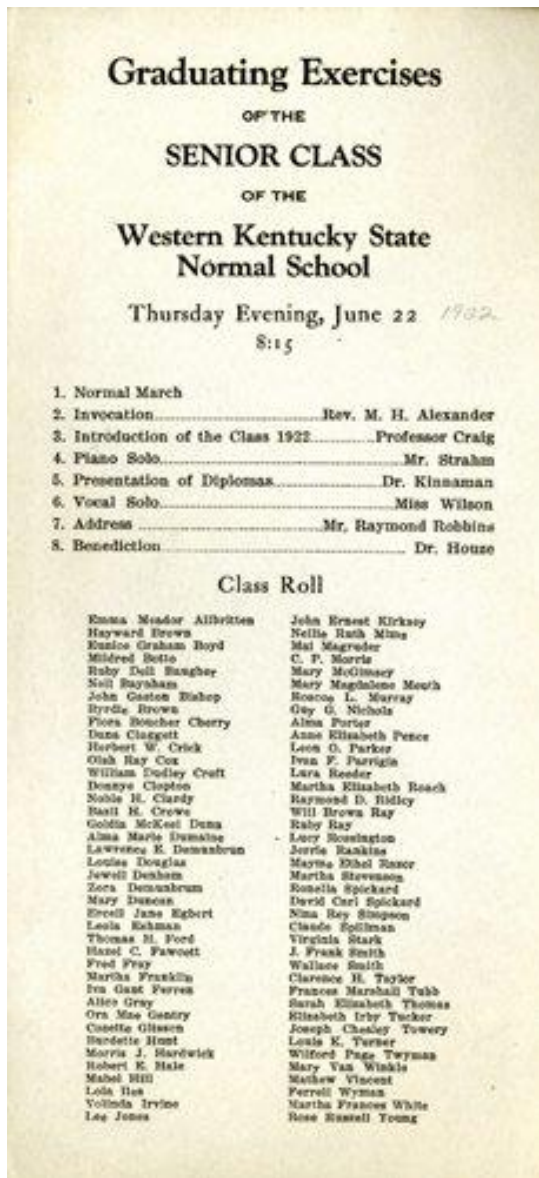 Graduating Exercises
OF THE
SENIOR CLASS
OF THE
Western Kentucky State
Normal School
Thursday Evening, June 22 1922
8:15
1. Normal March
2. Invocation Rev. M. H. Alexander
3. Introduction of the Class 1922 Professor Craig
4. Piano Solo Mr. Strahm
5. Presentation of Diplomas Dr. Kinnaman
6. Vocal Solo Miss Wilson
7. Address Mr. Raymond Robbins
8. Benediction Dr. Houze
Class Roll
Emma Meador Allbritten
Hayward Brown
Eunice Graham Boyd
Mildred Botto
Ruby Dell Baugher
Nell Baynham
John Gaston Bishop
Byrdie Brown
Flora Boucher Cherry
Dana Claggett
Herbert W. Crick
Olah Ray Cox
William Dudley Croft
Donnye Clopton
Noble H. Clardy
Basil H. Crowe
Goldia McKeel Dunn
Alma Marie Dumaine
Lawrence E. Demunbrun
Louise Douglas
Jewell Denham
Zora Demunbrum
Mary Duncan
Ercell Jane Egbert
Leola Eshman
Thomas H. Ford
Hazel C. Fawcett
Fred Fray
Martha Franklin
Iva Gant Ferren
Alice Gray
Ora Mae Gentry
Cosette Glisson
Burdette Hunt
Morris J. Hardwick
Robert E. Hale
Mabel Hill
Lola
Volinda Irvine
Lee Jones
John Ernest Kirksey
Nellie Ruth Mims
Mai Magruder
C. P. Morris
Mary McGimsey
Mary Magdalene Meuth
Roscoe L. Murray
Guy G. Nichols
Alma Porter
Anne Elizabeth Pence
Leon O. Parker
Ivan F. Parrigin
Lura Reeder
Martha Elizabeth Roach
Raymond D. Ridley
Will Brown Ray
Ruby Ray
Lucy Rossington
Jerrie Rankins
Mayme Ethel
Martha Stevenson
Ronella Spickard
David Carl Spickard
Nina Rey Simpson
Claude Spillman
Virginia Stark
J. Frank Smith
Wallace Smith
Clarence H. Taylor
Frances Marshall Tubb
Sarah Elizabeth Thomas
Elizabeth Irby Tucker
Joseph Chesley Towery
Louis K. Turner
Wilford Page Twyman
Mary Van Winkle
Mathew Vincent
Ferrell Wyman
Martha Frances White
Rose Russell Young